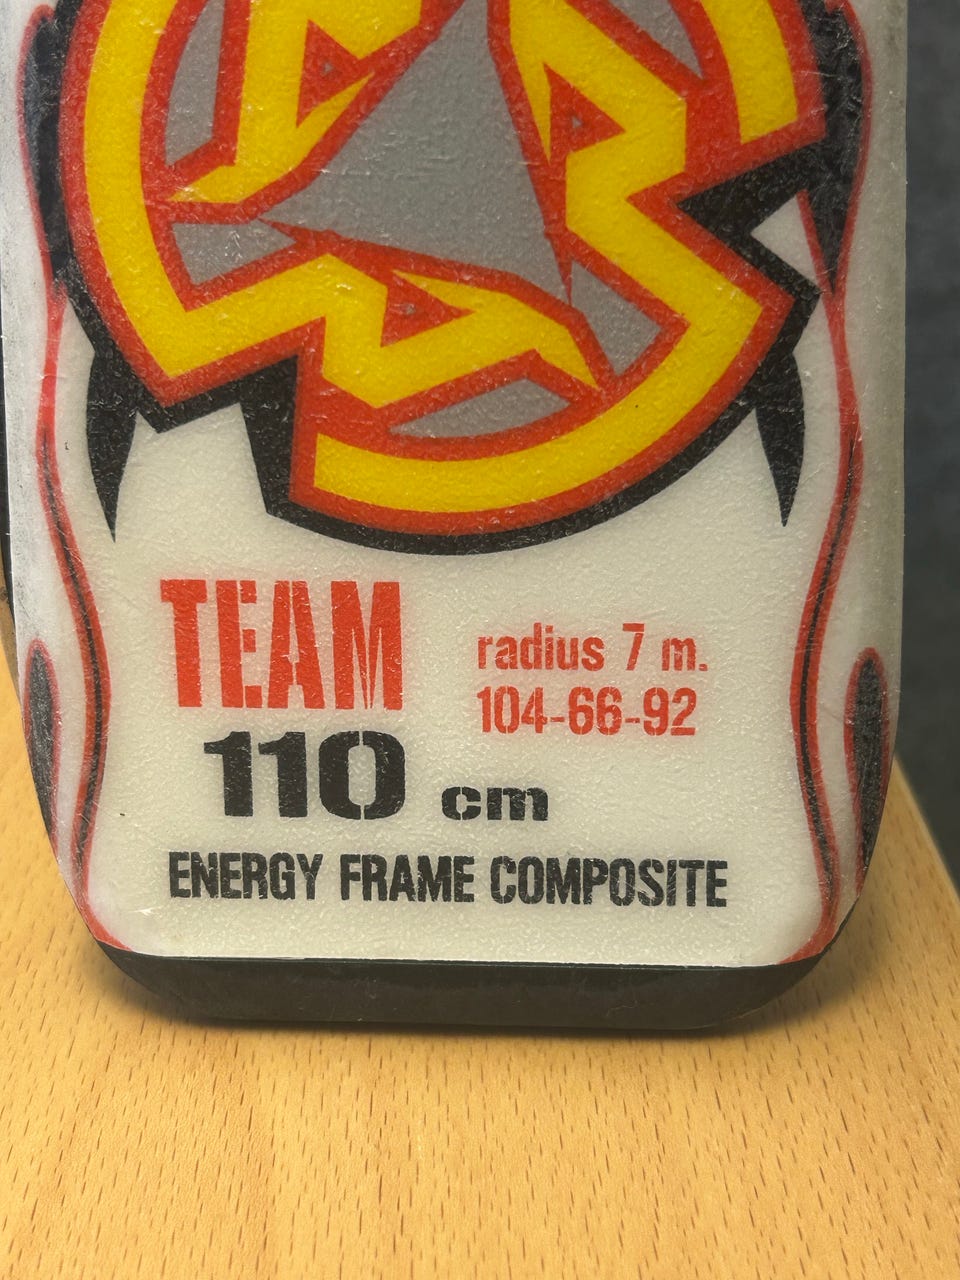 TEAM
radius 7 m.
104-66-92
110 cm
ENERGY FRAME COMPOSITE